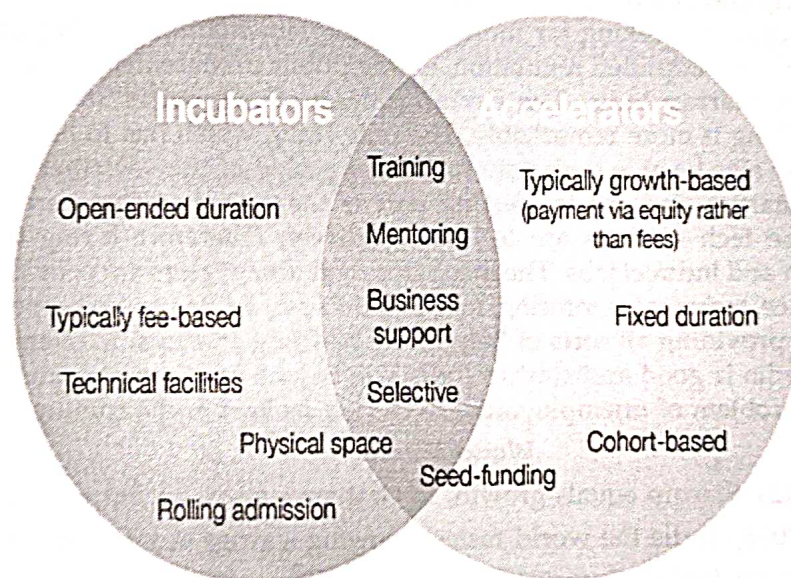 Incubators
Accelerators
Training
Typically growth-based
(payment via equity rather
than fees)
Open-ended duration
Mentoring
Typically fee-based
Business
support
Fixed duration
Technical facilities
Selective
Physical space
Cohort-based
Seed-funding
Rolling admission